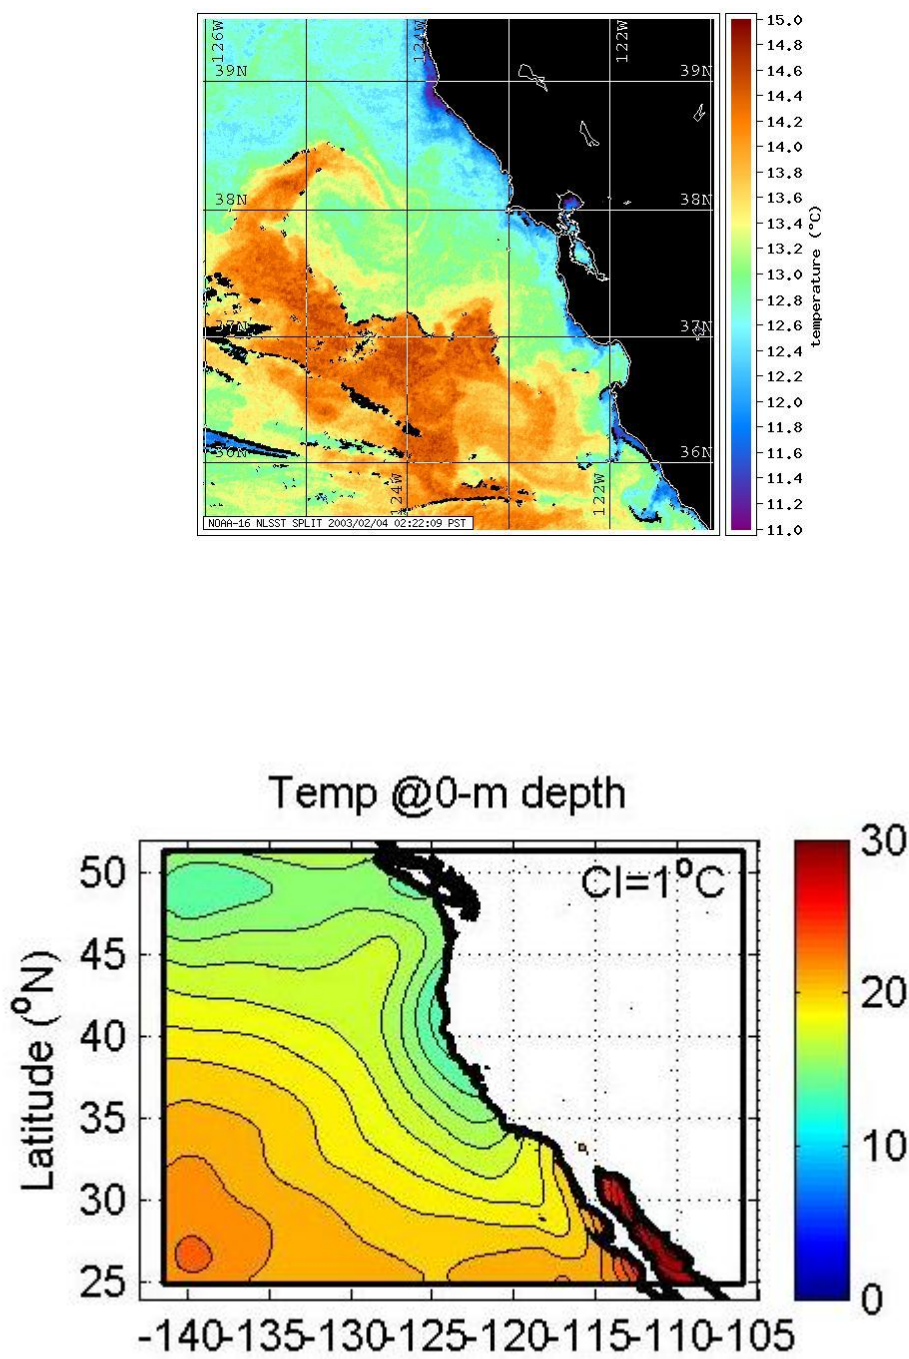 126W
124W
122W
39N
39N
38N
38N
37N
37N
36N
36N
124W
122W
NOAA-16 NLSST SPLIT 2003/02/04 02:22:09 PST
15.0
14.8
14.6
14.4
14.2
14.0
13.8
13.6
13.4
13.2
13.0
12.8
12.6
12.4
12.2
12.0
11.8
11.6
11.4
11.2
11.0
temperature (°C)
Temp @0-m depth
CI=1°C
50
45
40
35
30
25
Latitude (°N)
-140-135-130-125-120-115-110-105
30
20
10
0